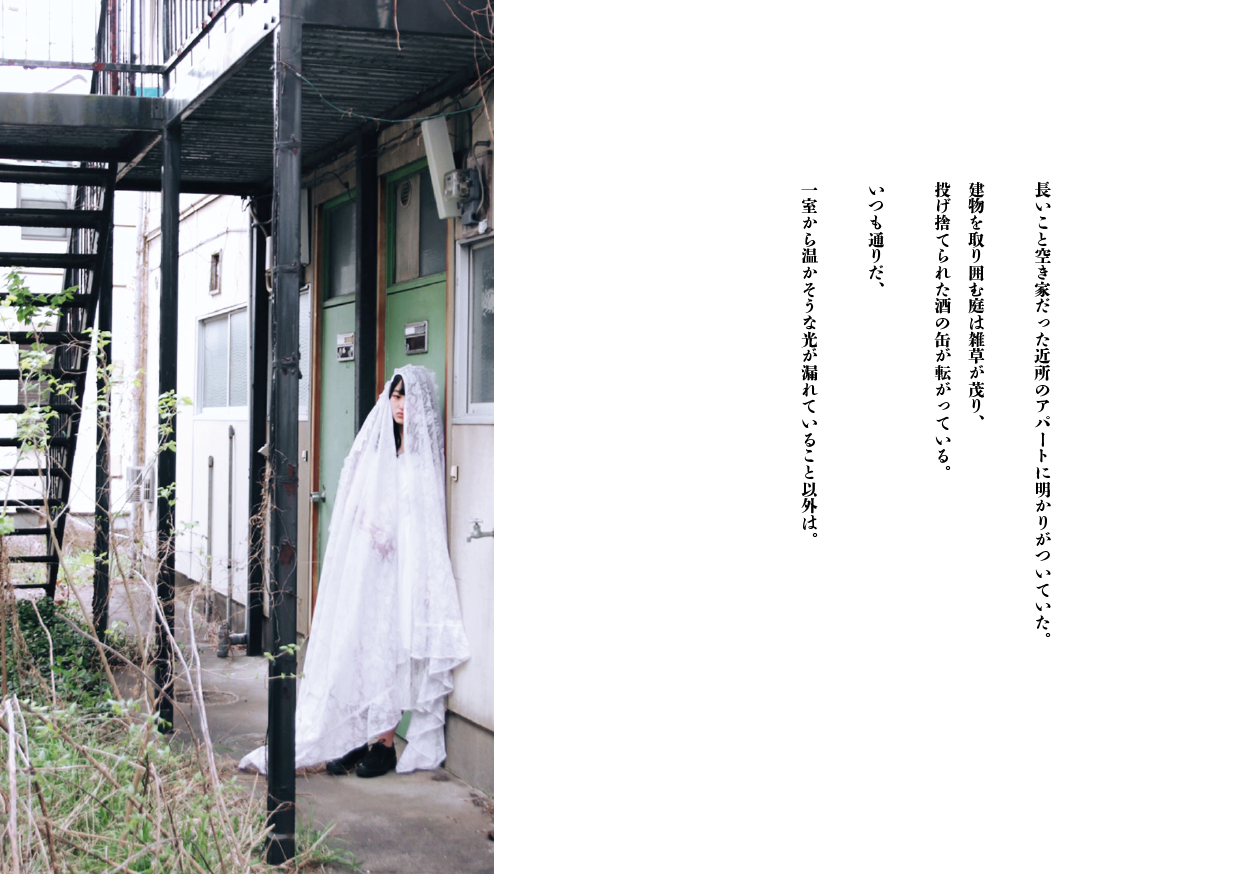 長いこと空き家だった近所のアパートに明かりがついていた。
建物を取り囲む庭は雑草が茂り、
投げ捨てられた酒の缶が転がっている。
いつも通りだ、
一室から温かそうな光が漏れていること以外は。